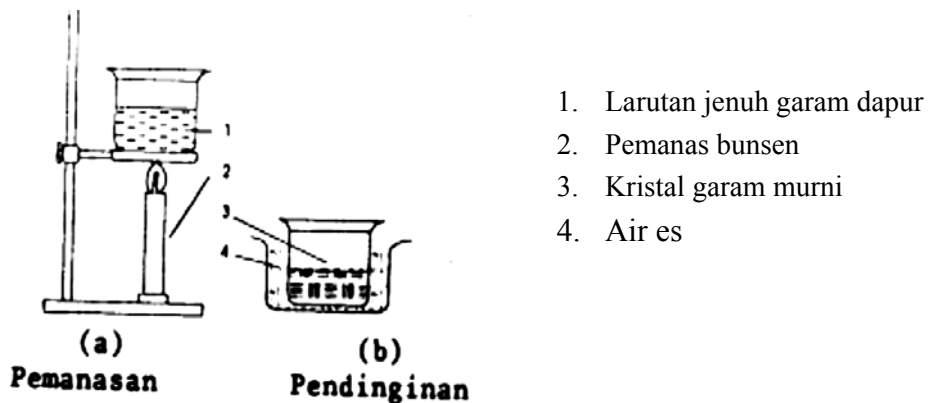 1
2
3
4
(a)
Pemanasan
(b)
Pendinginan
1. Larutan jenuh garam dapur
2. Pemanas bunsen
3. Kristal garam murni
4. Air es